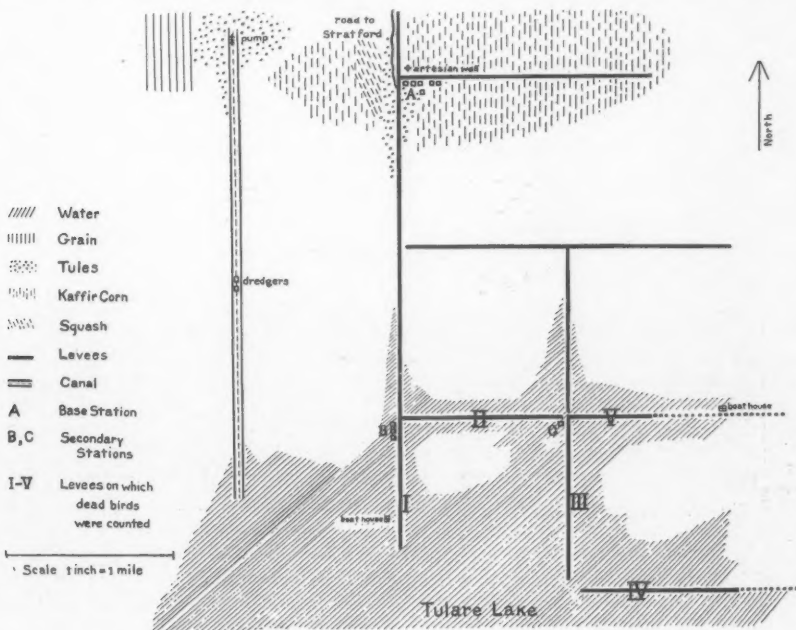 road to
Stratford
pump
artesian well
A
North
Water
Grain
Tules
Kaffir Corn
Squash
Levees
Canal
A Base Station
B, C Secondary
Stations
I-V Levees on which
dead birds
were counted
Scale 1 inch = 1 mile
dredgers
boat house
B
II
C
V
I
III
boat house
IV
Tulare Lake